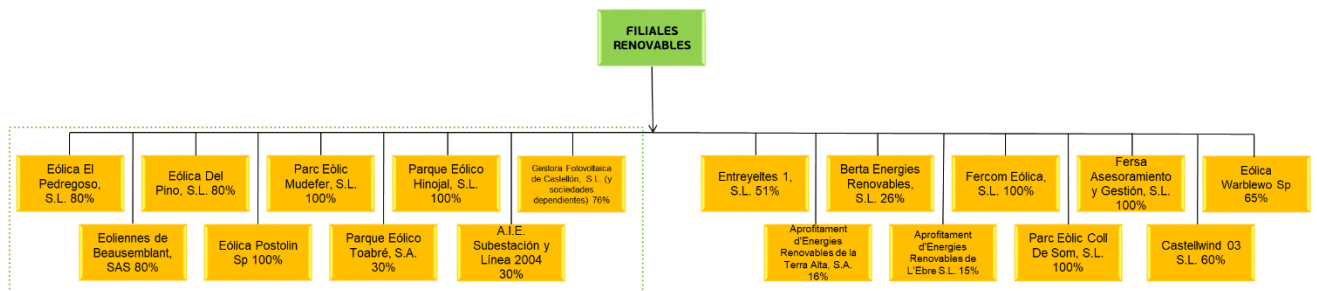 FILIALES
RENOVABLES
Eólica El
Pedregoso,
S.L. 80%
Eólica Del
Pino, S.L. 80%
Parc Eòlic
Mudefer, S.L.
100%
Parque Eólico
Hinojal, S.L.
100%
Gestora Fotovoltaica
de Castellón, S.L. (y
sociedades
dependientes) 76%
Entreyeltes 1,
S.L. 51%
Berta Energies
Renovables,
S.L. 26%
Fercom Eólica,
S.L. 100%
Fersa
Asesoramiento
y Gestión, S.L.
100%
Eólica
Warblewo Sp
65%
Eoliennes de
Beausemblant,
SAS 80%
Eólica Postolin
Sp 100%
Parque Eólico
Toabré, S.A.
30%
A.I.E.
Subestación y
Línea 2004
30%
Aprofitament
d'Energies
Renovables de la
Terra Alta, S.A.
16%
Aprofitament
d'Energies
Renovables de
L'Ebre S.L. 15%
Parc Eòlic Coll
De Som, S.L.
100%
Castellwind 03
S.L. 60%